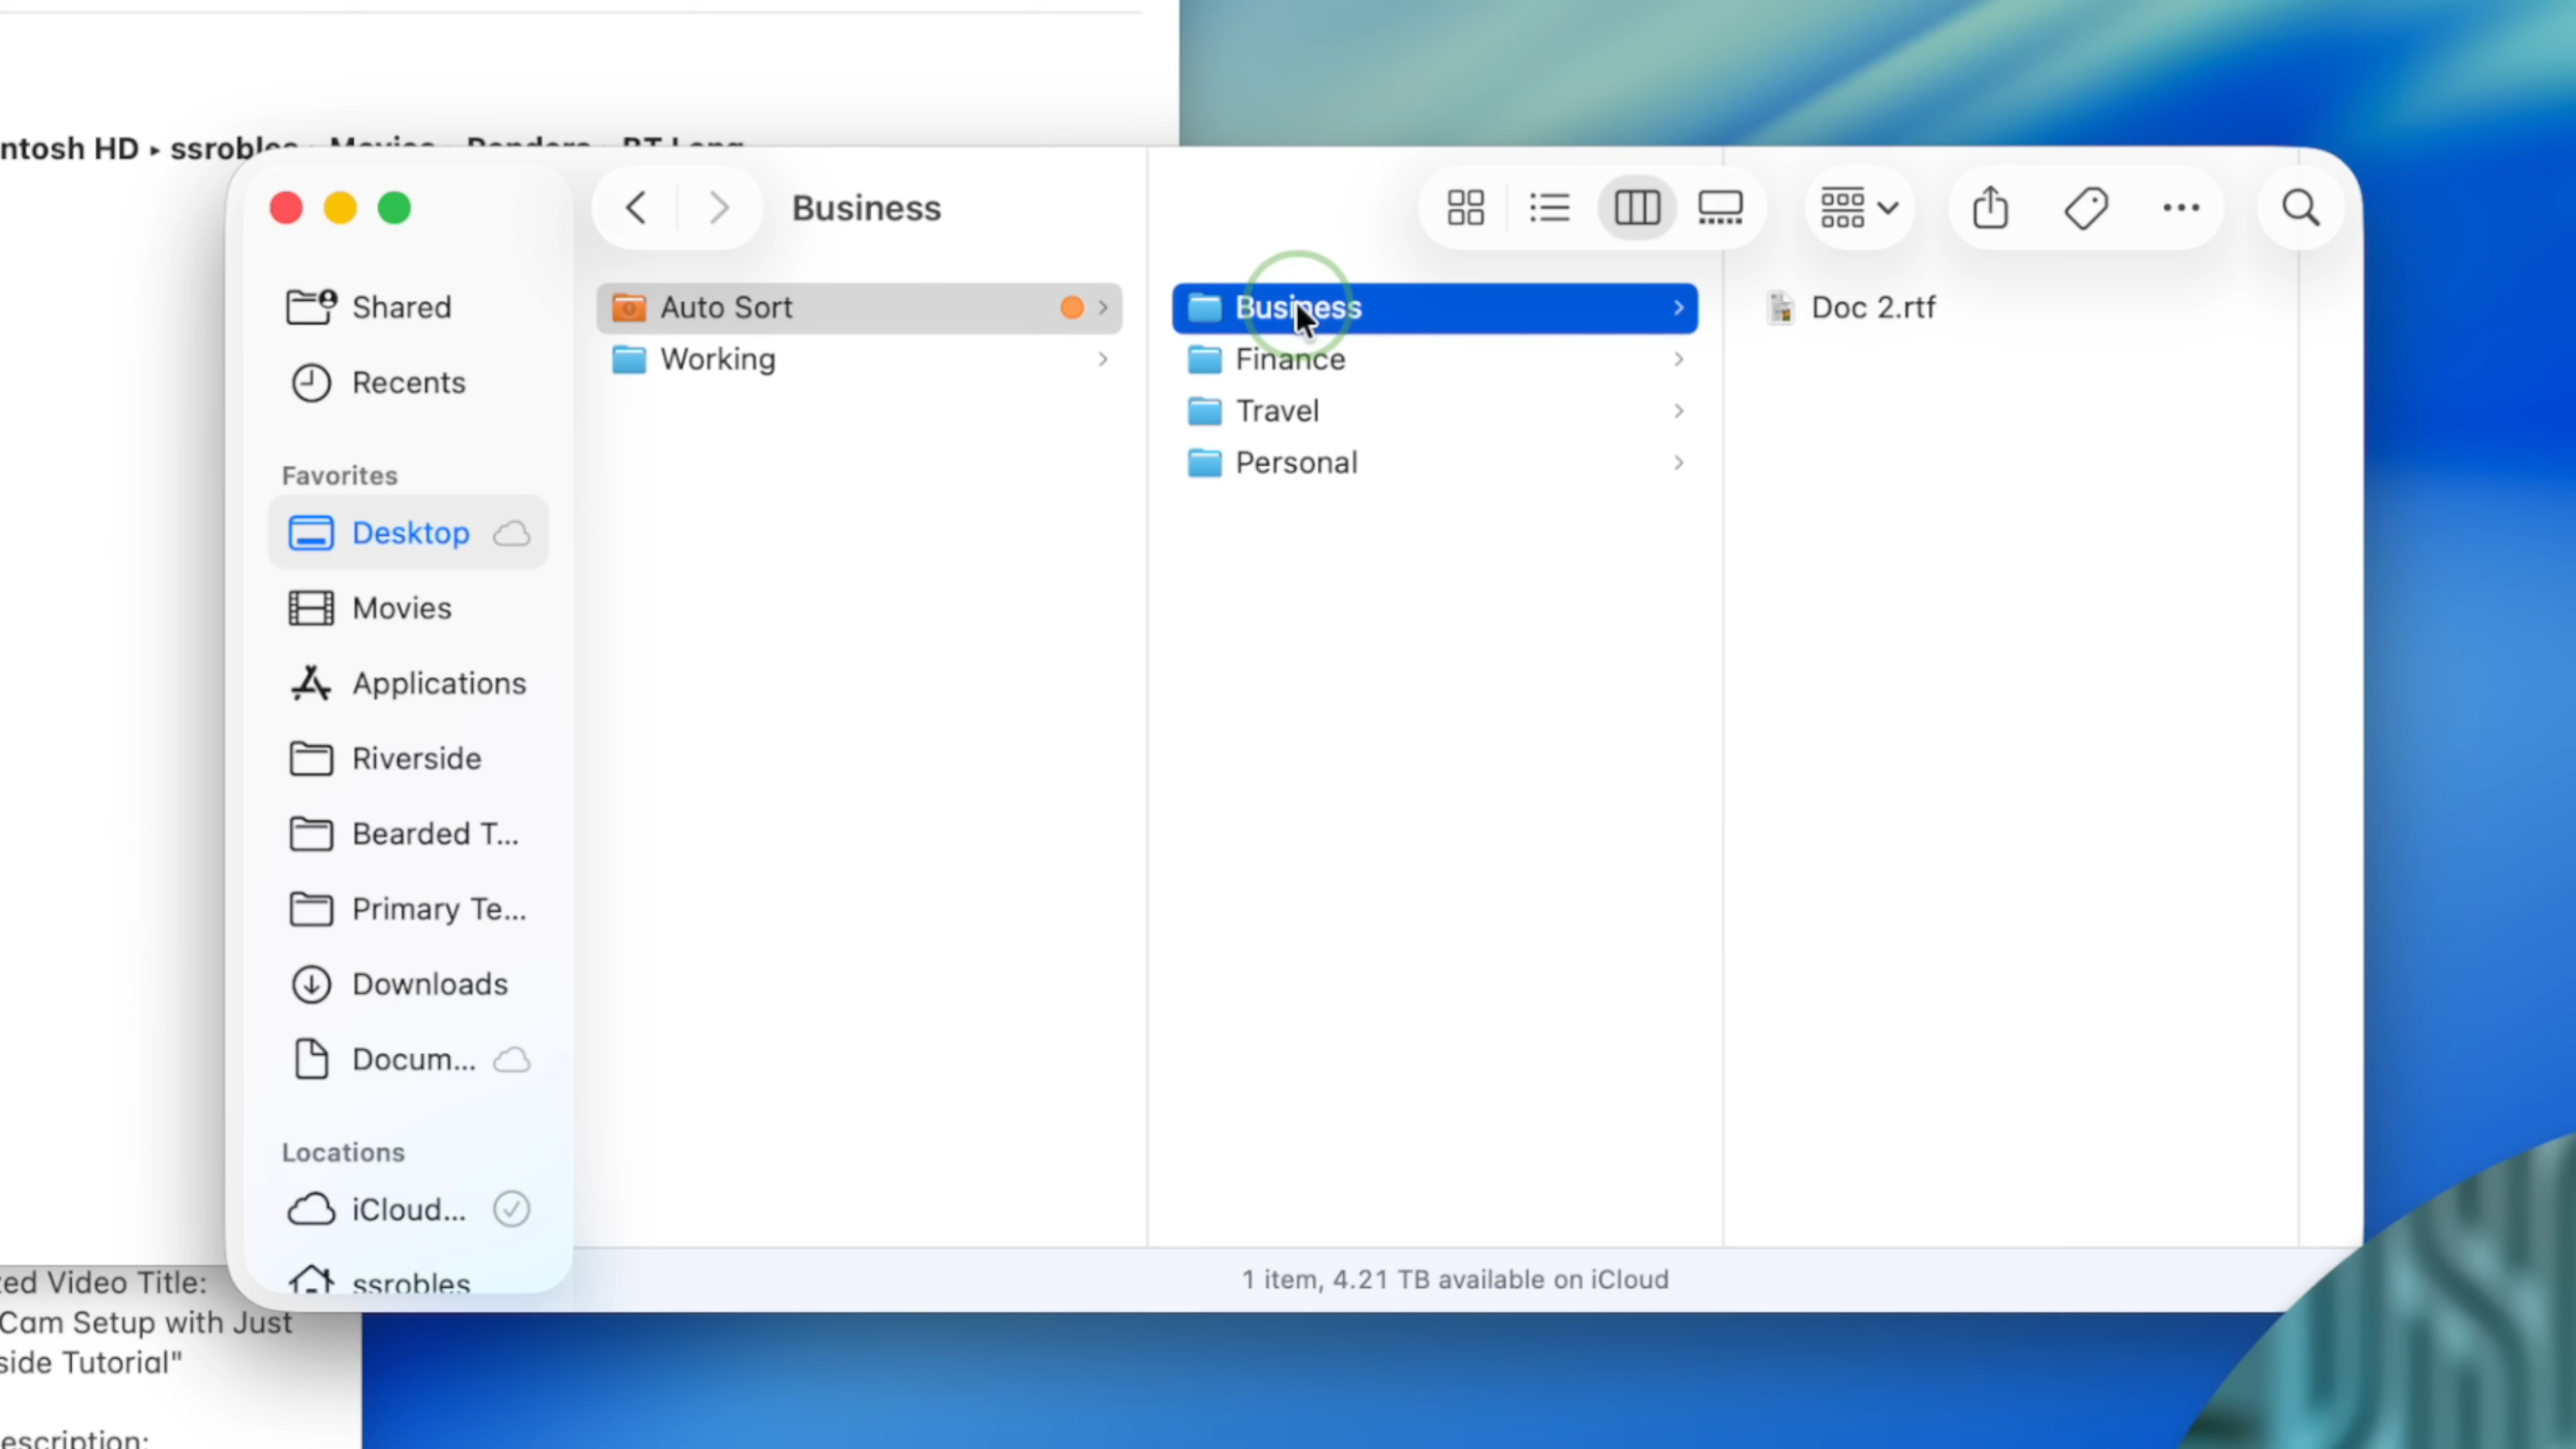 ntosh HD ▸ ssrobles ▸ Movies ▸ Renders ▸ BT Long
Business
Shared
Recents
Favorites
Desktop
Movies
Applications
Riverside
Bearded T...
Primary Te...
Downloads
Docum...
Locations
iCloud...
ssrobles
Auto Sort
Working
Business
Finance
Travel
Personal
Doc 2.rtf
1 item, 4.21 TB available on iCloud
zed Video Title:
Cam Setup with Just
side Tutorial"
escription: